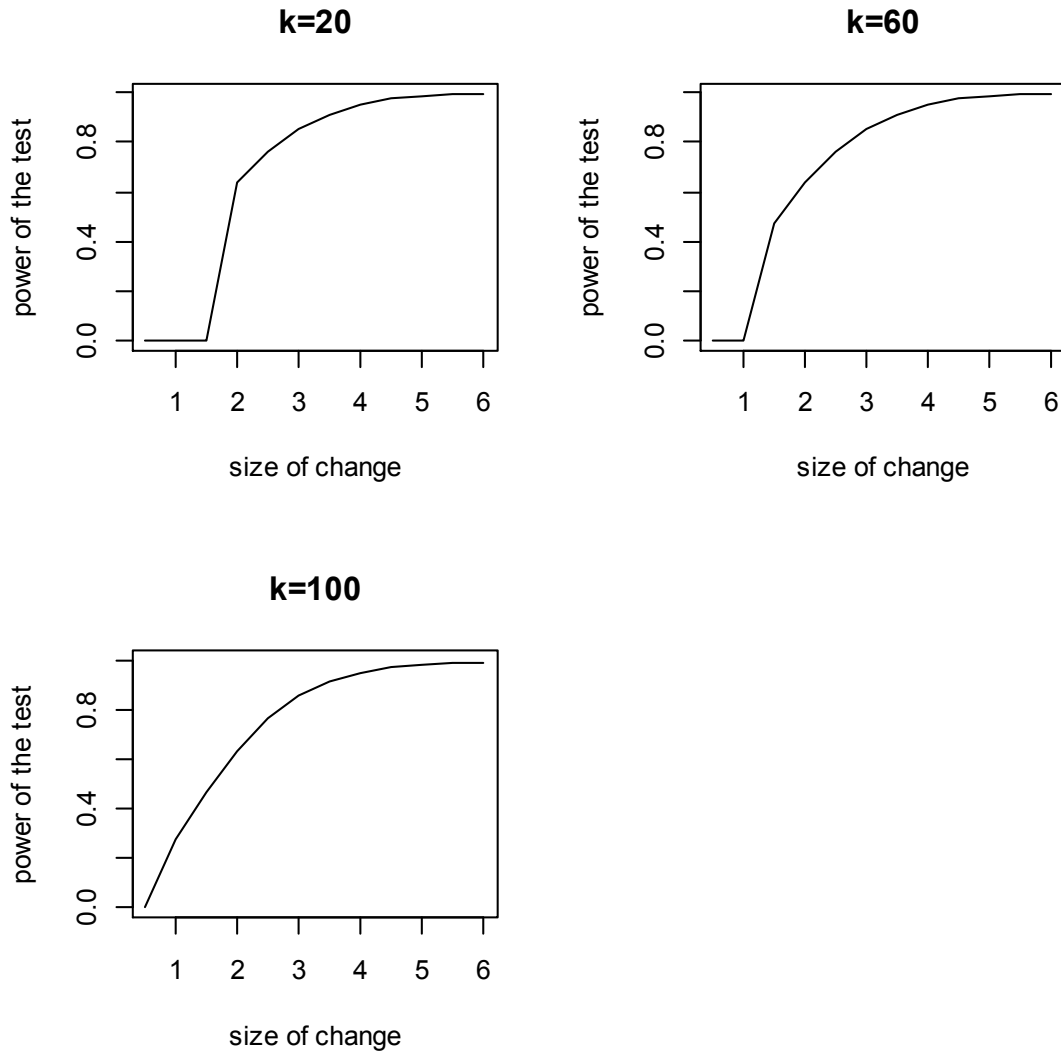 k=20
power of the test
0.0 0.4 0.8
1 2 3 4 5 6
size of change
k=60
power of the test
0.0 0.4 0.8
1 2 3 4 5 6
size of change
k=100
power of the test
0.0 0.4 0.8
1 2 3 4 5 6
size of change